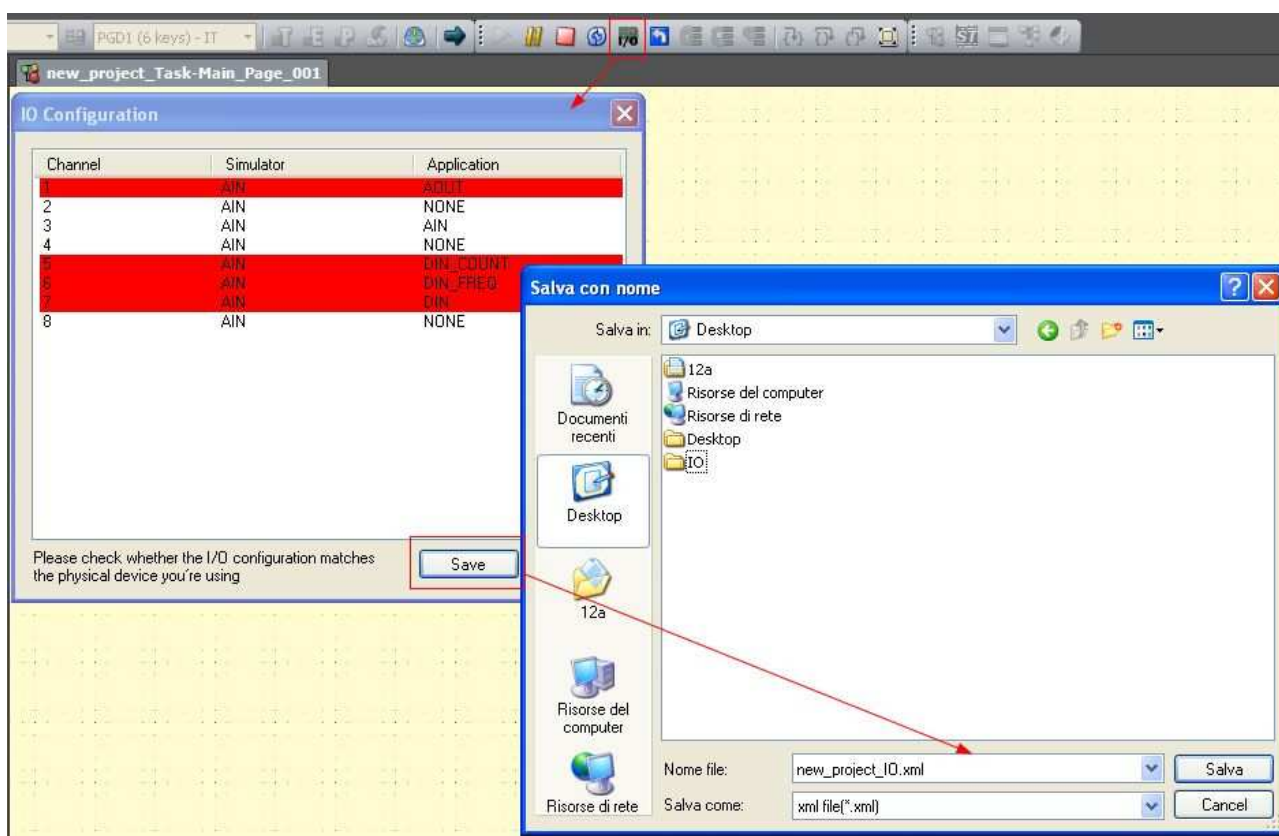 PGD1 (6 keys) - IT
I/O
new_project_Task-Main_Page_001
IO Configuration
Channel Simulator Application
1 AIN AOUT
2 AIN NONE
3 AIN AIN
4 AIN NONE
5 AIN DIN_COUNT
6 AIN DIN_FREQ
7 AIN DIN
8 AIN NONE
Please check whether the I/O configuration matches
the physical device you're using
Save
Salva con nome
Salva in: Desktop
12a
Risorse del computer
Risorse di rete
Desktop
IO
Documenti
recenti
Desktop
12a
Risorse del
computer
Risorse di rete
Nome file: new_project_IO.xml Salva
Salva come: xml file(*.xml) Cancel